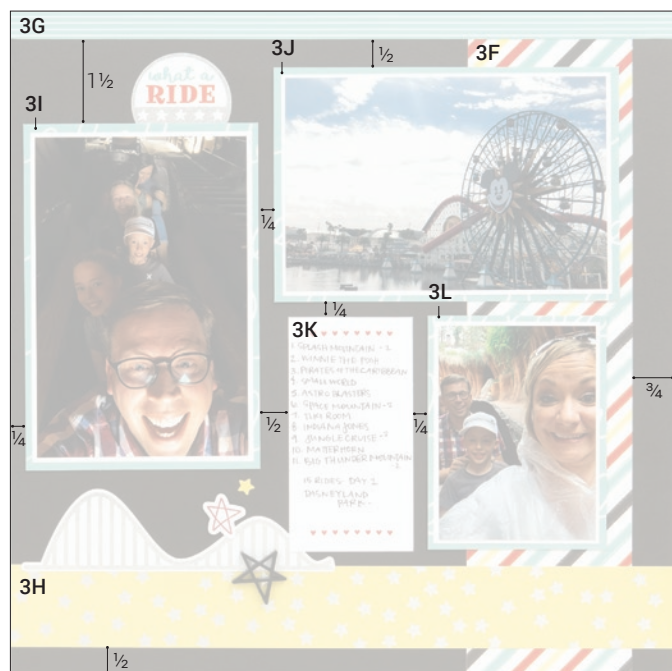 3G
3J
½
3F
1½
what a
RIDE
3I
¼
¼
3L
3K
1. SPLASH MOUNTAIN - 2
2. WINNIE THE POOH
3. PIRATES OF THE CARIBBEAN
4. SMALL WORLD
5. ASTRO BLASTERS
6. SPACE MOUNTAIN - 2
7. TIKI ROOM
8. INDIANA JONES
9. JUNGLE CRUISE - 2
10. MATTERHORN
11. BIG THUNDER MOUNTAIN
15 RIDES DAY 1
DISNEYLAND
PARK -
¾
¼
½
¼
3H
½